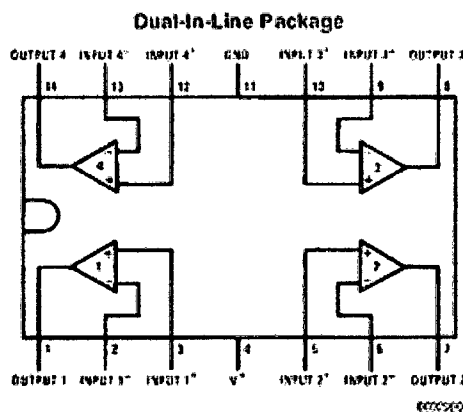 Dual-In-Line Package
OUTPUT 4 INPUT 4⁻ INPUT 4⁺ GND INPUT 3⁺ INPUT 3⁻ OUTPUT 3
14 13 12 11 10 9 8
4 3
1 2
1 2 3 4 5 6 7
OUTPUT 1 INPUT 1⁻ INPUT 1⁺ V⁺ INPUT 2⁺ INPUT 2⁻ OUTPUT 2